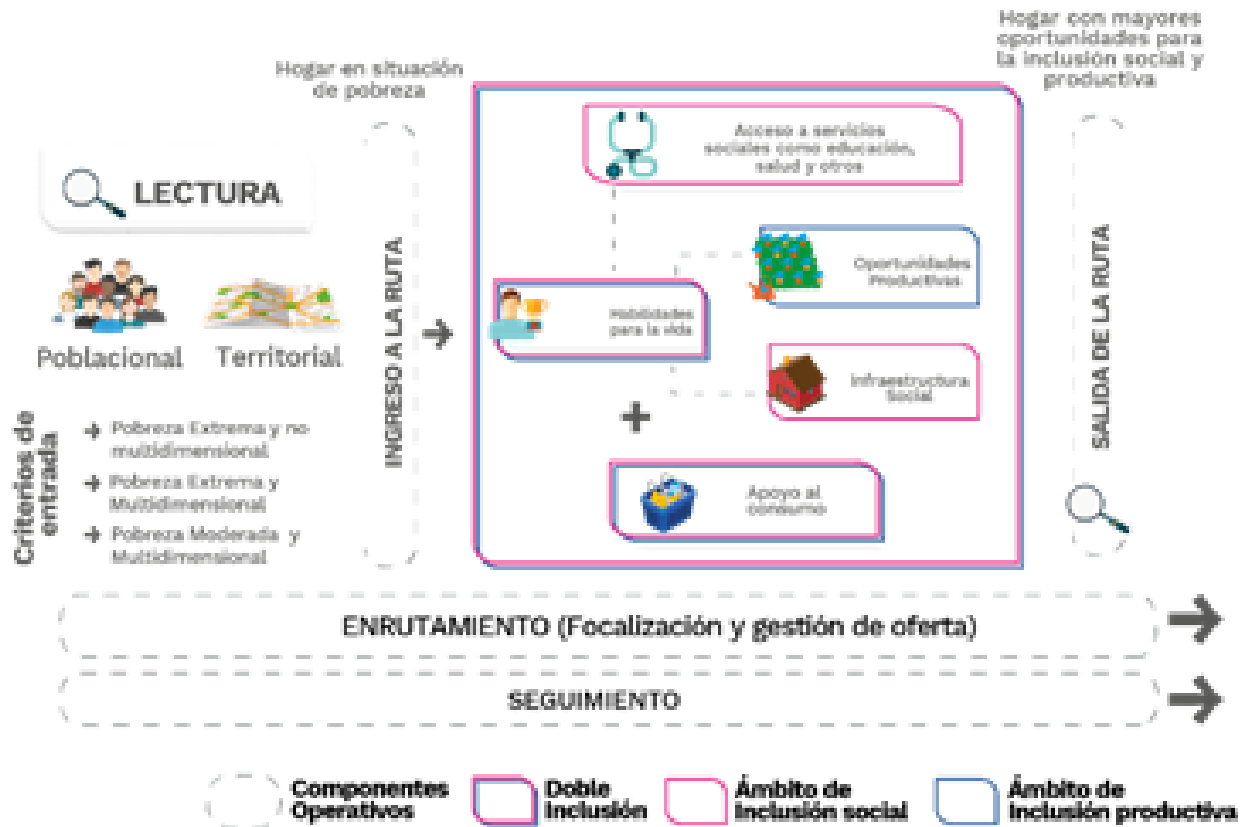 Hogar en situación
de pobreza
Hogar con mayores
oportunidades para
la inclusión social y
productiva
LECTURA
Poblacional
Territorial
Criterios de
entrada
Pobreza Extrema y no
multidimensional
Pobreza Extrema y
Multidimensional
Pobreza Moderada y
Multidimensional
INGRESO A LA RUTA
Acceso a servicios
sociales como educación,
salud y otros
Oportunidades
Productivas
Habilidades
para la vida
Infraestructura
Social
+
Apoyo al
consumo
SALIDA DE LA RUTA
ENRUTAMIENTO (Focalización y gestión de oferta)
SEGUIMIENTO
Componentes
Operativos
Doble
Inclusión
Ámbito de
Inclusión social
Ámbito de
Inclusión productiva